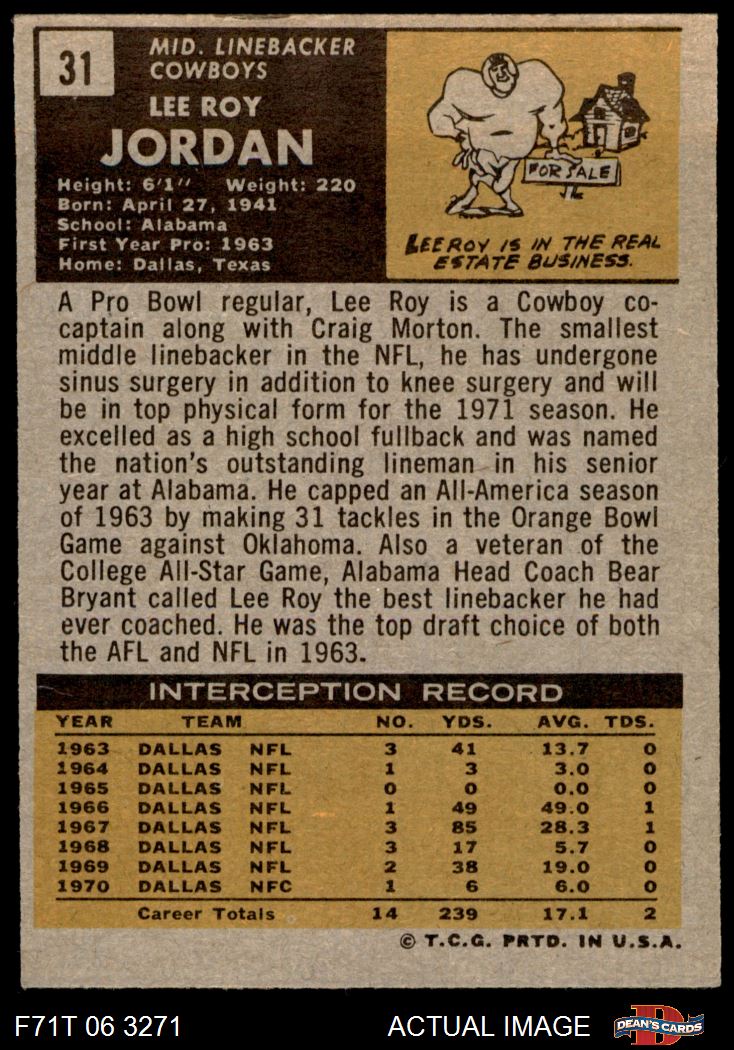 31
MID. LINEBACKER
COWBOYS
LEE ROY
JORDAN
Height: 6'1" Weight: 220
Born: April 27, 1941
School: Alabama
First Year Pro: 1963
Home: Dallas, Texas
FOR SALE
LEE ROY IS IN THE REAL
ESTATE BUSINESS.
A Pro Bowl regular, Lee Roy is a Cowboy co-
captain along with Craig Morton. The smallest
middle linebacker in the NFL, he has undergone
sinus surgery in addition to knee surgery and will
be in top physical form for the 1971 season. He
excelled as a high school fullback and was named
the nation's outstanding lineman in his senior
year at Alabama. He capped an All-America season
of 1963 by making 31 tackles in the Orange Bowl
Game against Oklahoma. Also a veteran of the
College All-Star Game, Alabama Head Coach Bear
Bryant called Lee Roy the best linebacker he had
ever coached. He was the top draft choice of both
the AFL and NFL in 1963.
INTERCEPTION RECORD
YEAR TEAM NO. YDS. AVG. TDS.
1963 DALLAS NFL 3 41 13.7 0
1964 DALLAS NFL 1 3 3.0 0
1965 DALLAS NFL 0 0 0.0 0
1966 DALLAS NFL 1 49 49.0 1
1967 DALLAS NFL 3 85 28.3 1
1968 DALLAS NFL 3 17 5.7 0
1969 DALLAS NFL 2 38 19.0 0
1970 DALLAS NFC 1 6 6.0 0
Career Totals 14 239 17.1 2
© T.C.G. PRTD. IN U.S.A.
F71T 06 3271 ACTUAL IMAGE D DEAN'S CARDS